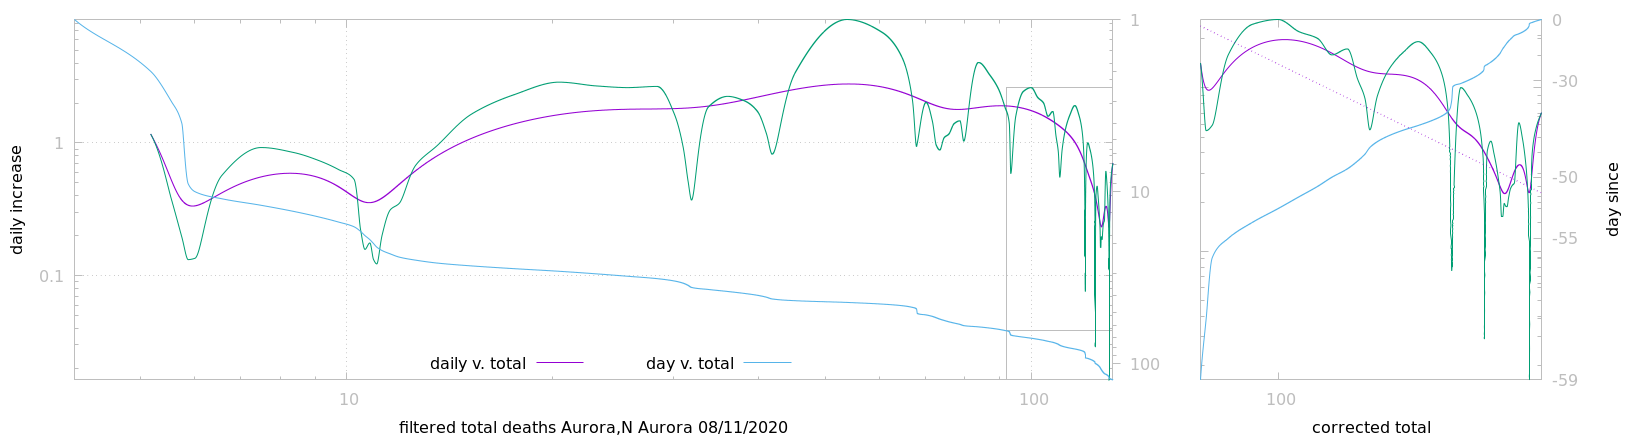 daily increase
1
0.1
10
100
1
10
100
daily v. total
day v. total
filtered total deaths Aurora,N Aurora 08/11/2020
0
-30
-50
-55
-59
day since
100
corrected total